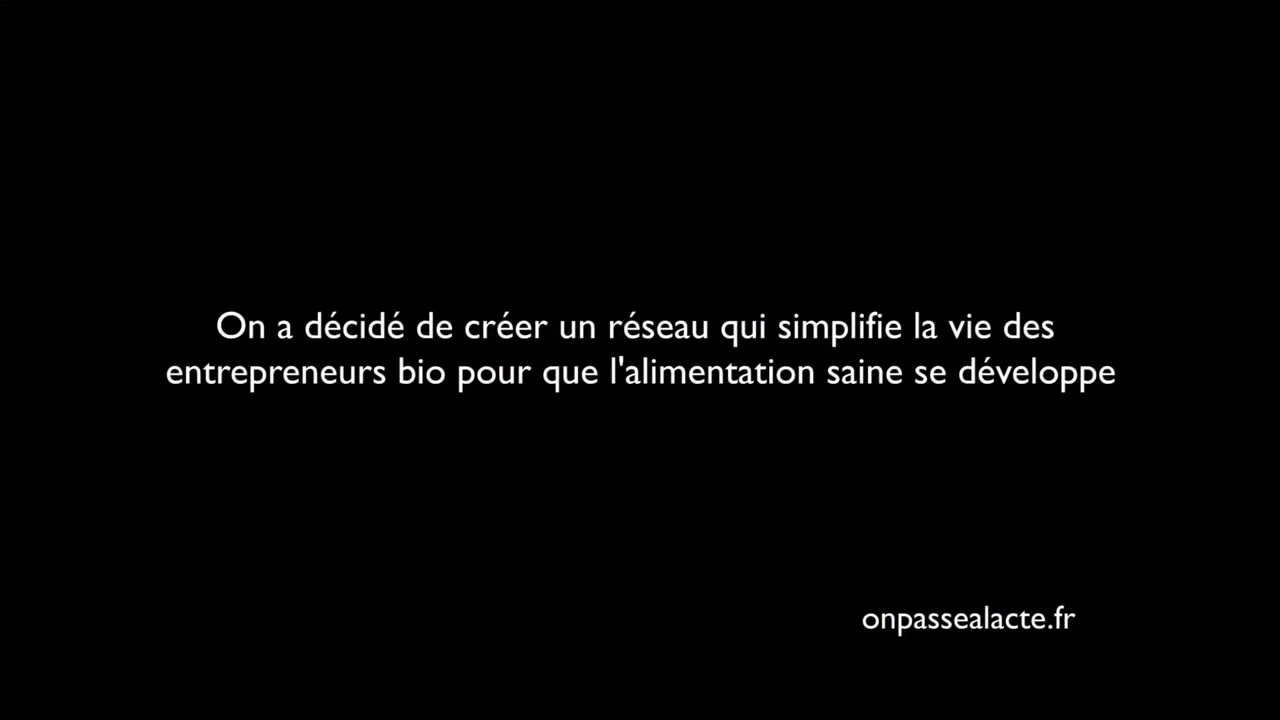 On a décidé de créer un réseau qui simplifie la vie des
entrepreneurs bio pour que l'alimentation saine se développe
onpassealacte.fr